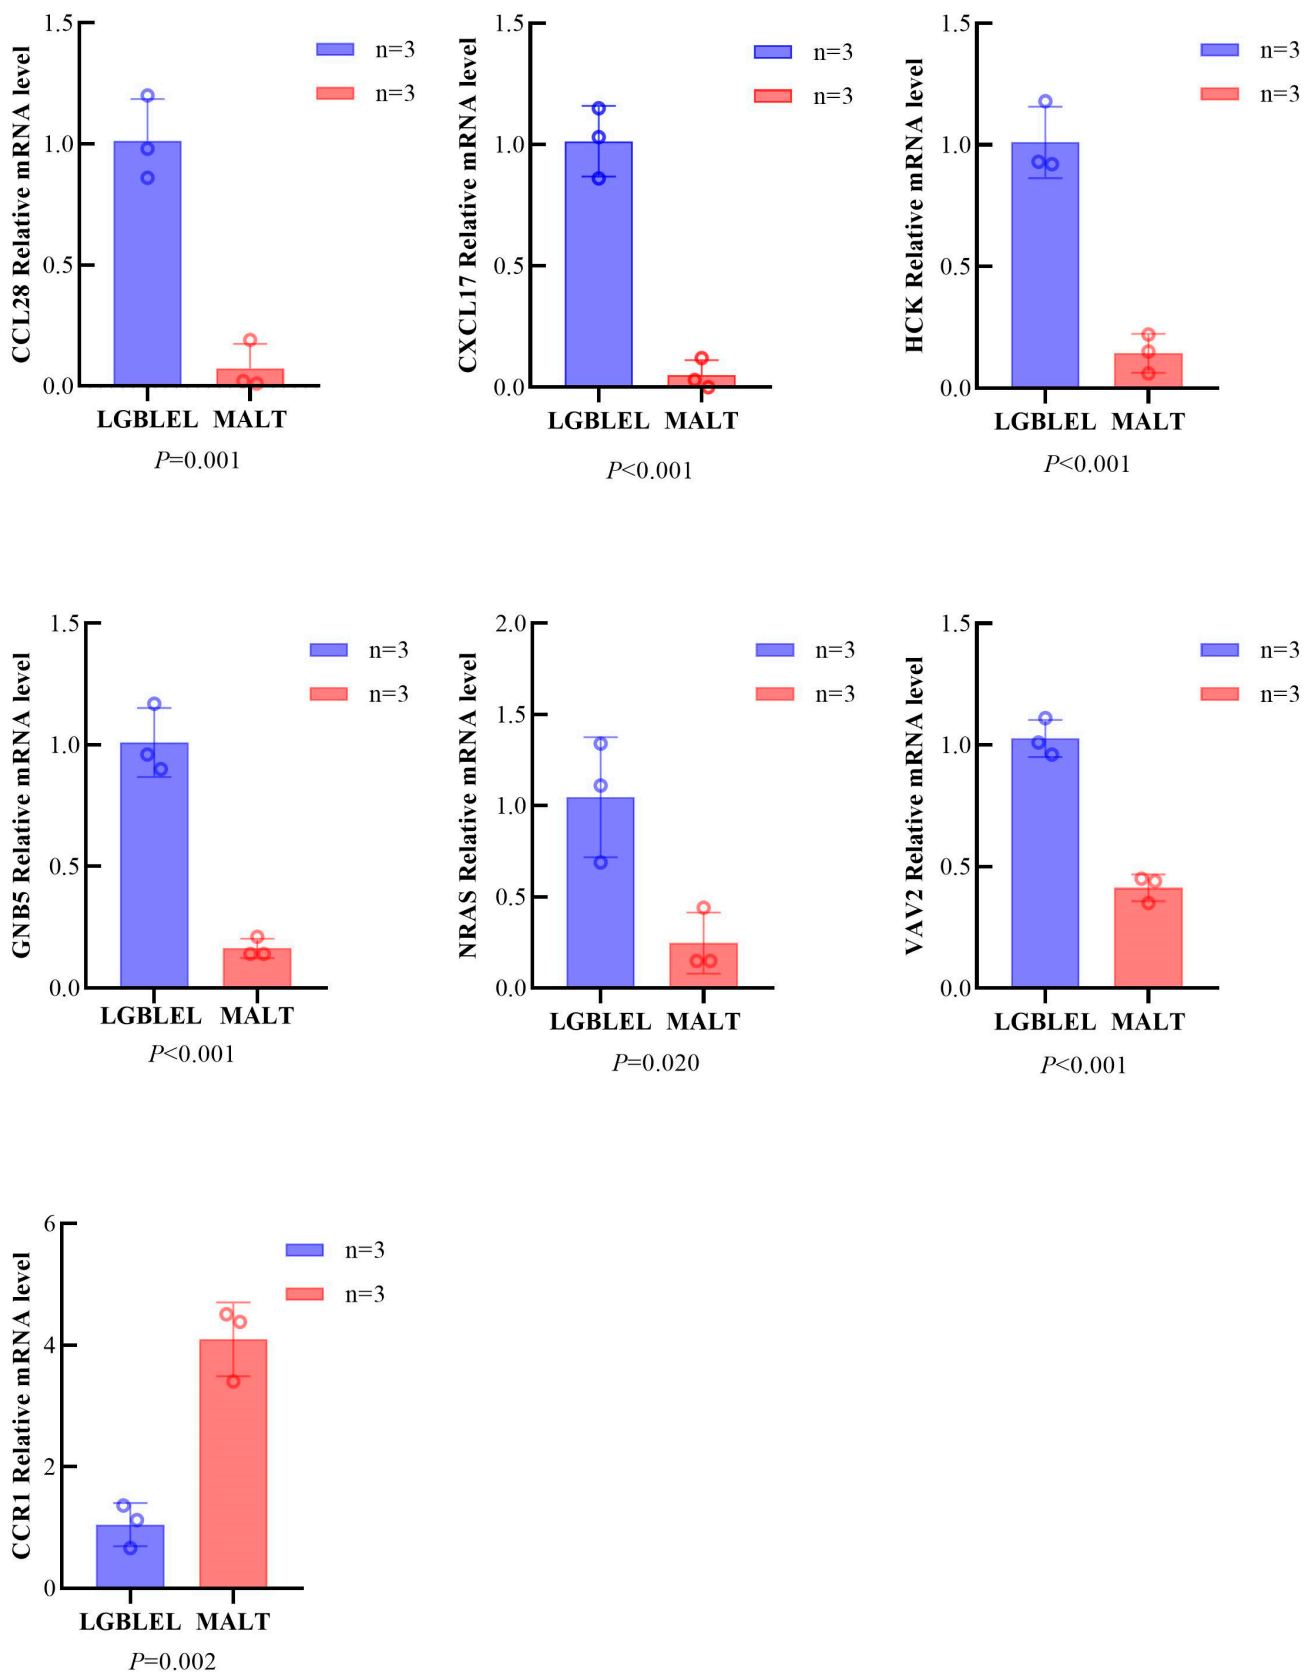 CCL28 Relative mRNA level
1.5
1.0
0.5
0.0
n=3
n=3
LGBLEL MALT
P=0.001
CXCL17 Relative mRNA level
1.5
1.0
0.5
0.0
n=3
n=3
LGBLEL MALT
P<0.001
HCK Relative mRNA level
1.5
1.0
0.5
0.0
n=3
n=3
LGBLEL MALT
P<0.001
GNB5 Relative mRNA level
1.5
1.0
0.5
0.0
n=3
n=3
LGBLEL MALT
P<0.001
NRAS Relative mRNA level
2.0
1.5
1.0
0.5
0.0
n=3
n=3
LGBLEL MALT
P=0.020
VAV2 Relative mRNA level
1.5
1.0
0.5
0.0
n=3
n=3
LGBLEL MALT
P<0.001
CCR1 Relative mRNA level
6
4
2
0
n=3
n=3
LGBLEL MALT
P=0.002